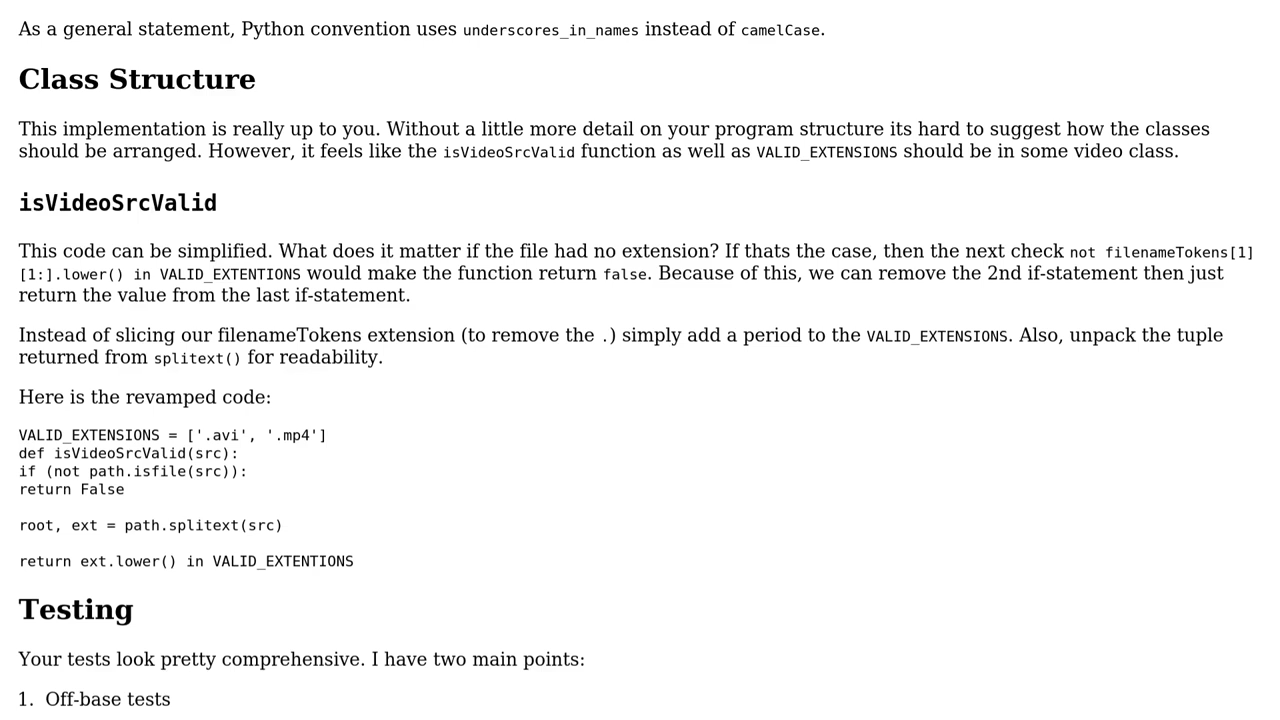 As a general statement, Python convention uses underscores_in_names instead of camelCase.
Class Structure
This implementation is really up to you. Without a little more detail on your program structure its hard to suggest how the classes
should be arranged. However, it feels like the isVideoSrcValid function as well as VALID_EXTENSIONS should be in some video class.
isVideoSrcValid
This code can be simplified. What does it matter if the file had no extension? If thats the case, then the next check not filenameTokens[1]
[1:].lower() in VALID_EXTENTIONS would make the function return false. Because of this, we can remove the 2nd if-statement then just
return the value from the last if-statement.
Instead of slicing our filenameTokens extension (to remove the .) simply add a period to the VALID_EXTENSIONS. Also, unpack the tuple
returned from splitext() for readability.
Here is the revamped code:
VALID_EXTENSIONS = ['.avi', '.mp4']
def isVideoSrcValid(src):
if (not path.isfile(src)):
return False
root, ext = path.splitext(src)
return ext.lower() in VALID_EXTENTIONS
Testing
Your tests look pretty comprehensive. I have two main points:
1. Off-base tests